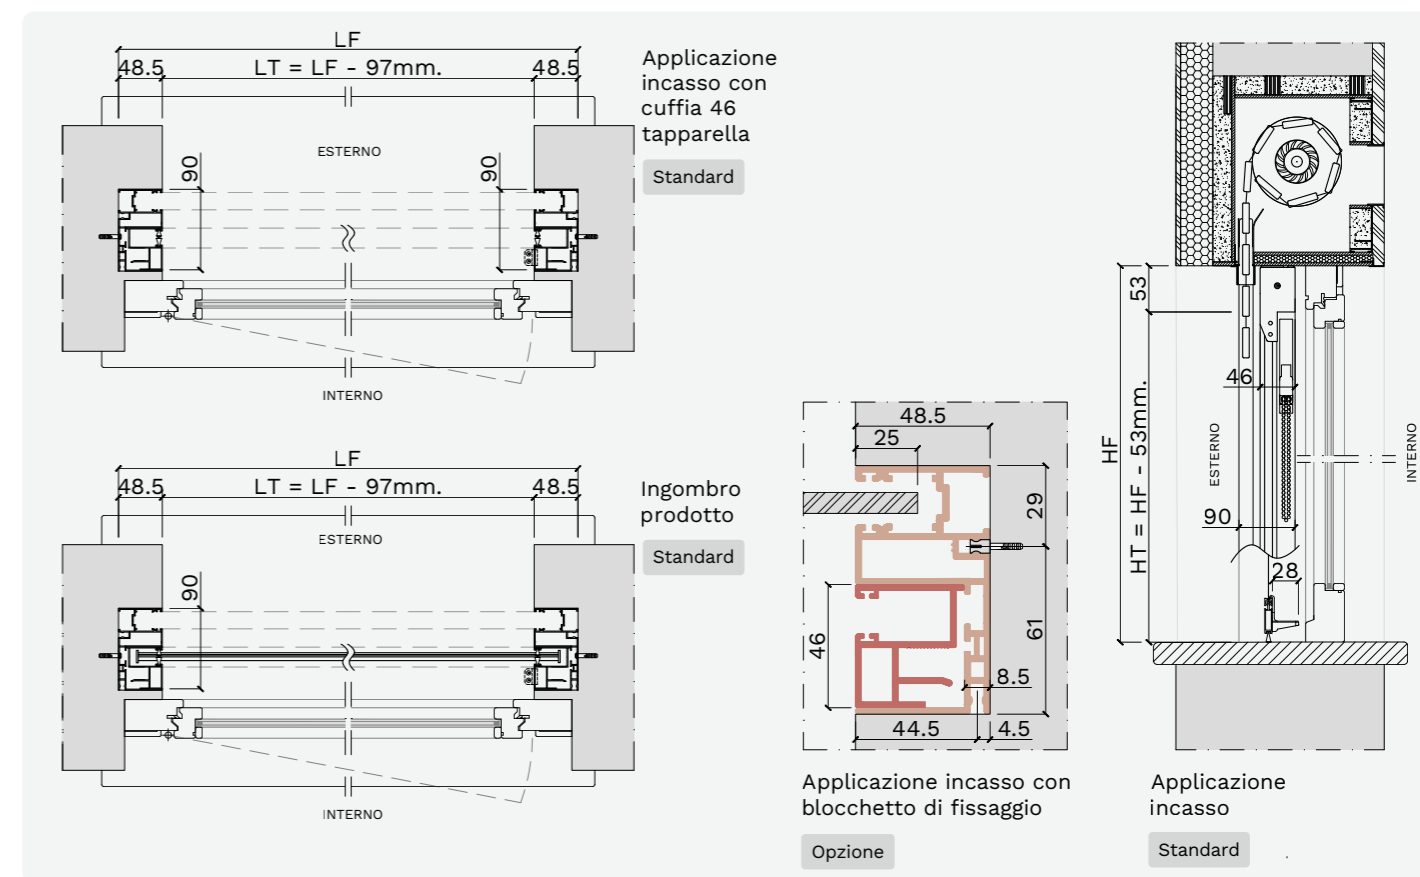 LF
48.5
LT = LF - 97mm.
48.5
ESTERNO
90
90
INTERNO
Applicazione
incasso con
cuffia 46
tapparella
Standard
LF
48.5
LT = LF - 97mm.
48.5
ESTERNO
90
INTERNO
Ingombro
prodotto
Standard
48.5
25
29
46
61
8.5
44.5
4.5
Applicazione incasso con
blocchetto di fissaggio
Opzione
53
46
HF
HT = HF - 53mm.
ESTERNO
INTERNO
90
28
Applicazione
incasso
Standard